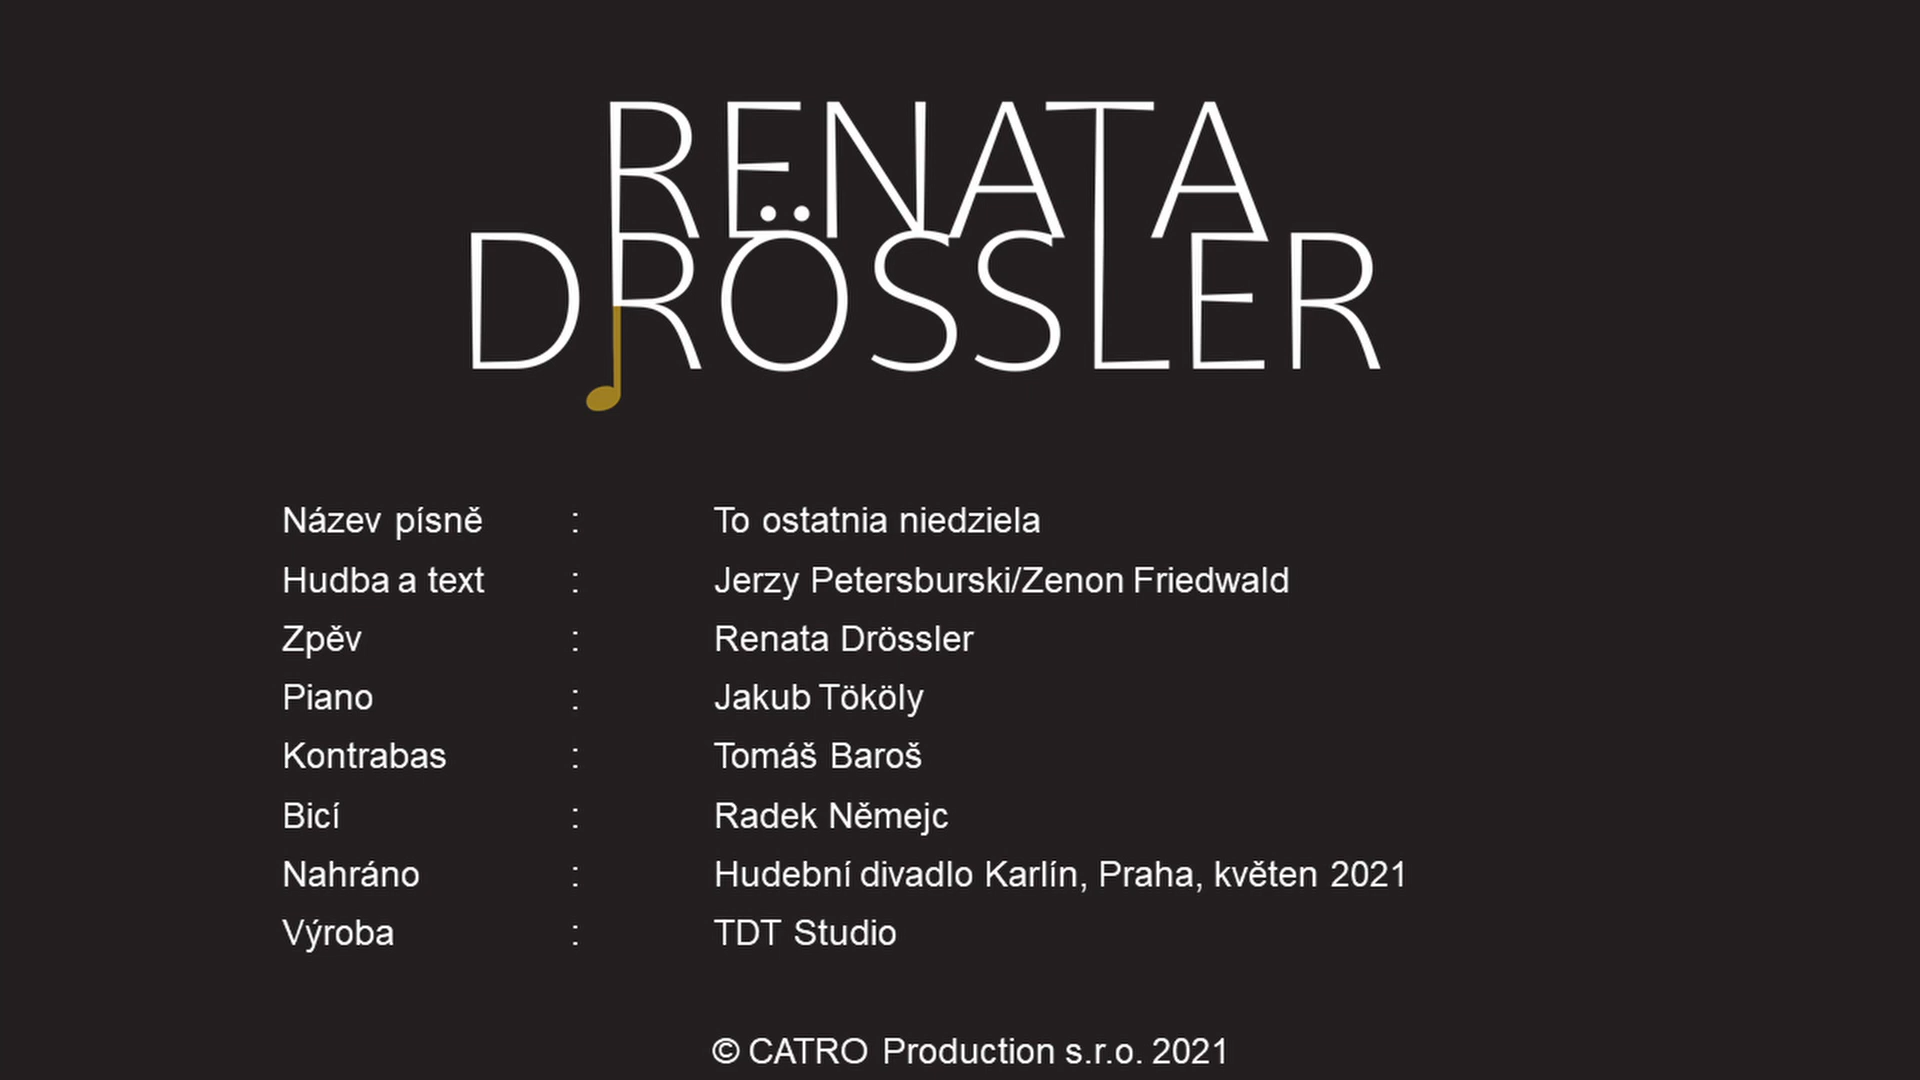 RENATA
DRÖSSLER
Název písně : To ostatnia niedziela
Hudba a text : Jerzy Petersburski/Zenon Friedwald
Zpěv : Renata Drössler
Piano : Jakub Tököly
Kontrabas : Tomáš Baroš
Bicí : Radek Němejc
Nahráno : Hudební divadlo Karlín, Praha, květen 2021
Výroba : TDT Studio
© CATRO Production s.r.o. 2021